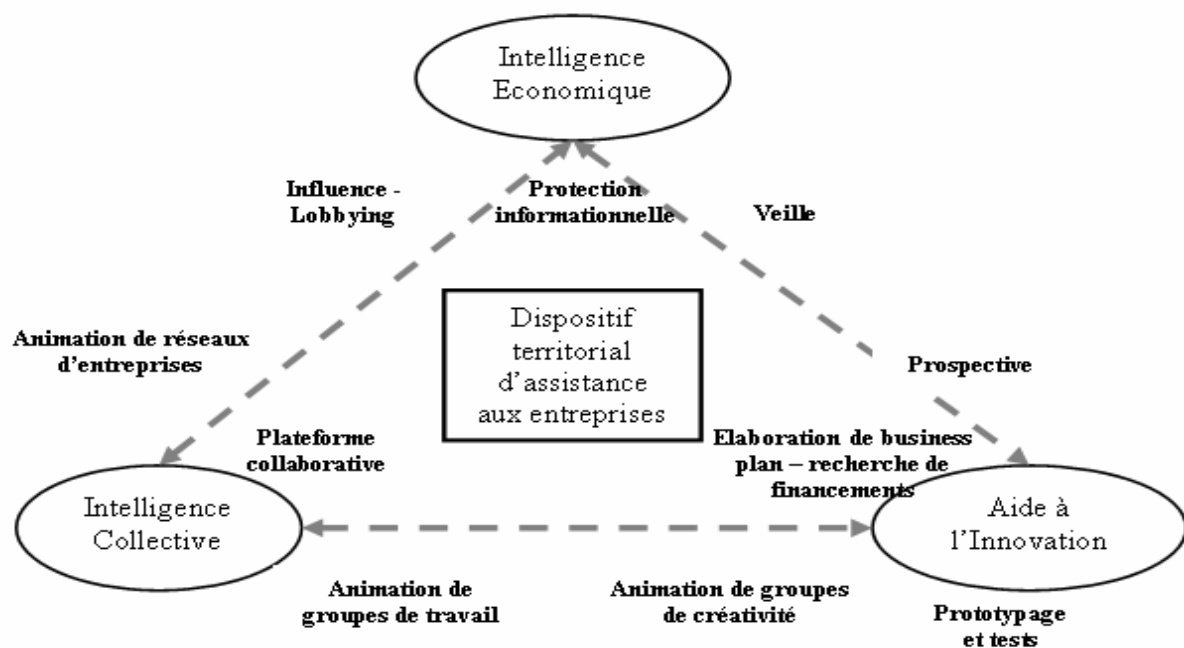 Intelligence
Economique
Influence -
Lobbying
Protection
informationnelle
Veille
Dispositif
territorial
d'assistance
aux entreprises
Animation de réseaux
d'entreprises
Prospective
Plateforme
collaborative
Elaboration de business
plan – recherche de
financements
Intelligence
Collective
Aide à
l'Innovation
Animation de
groupes de travail
Animation de groupes
de créativité
Prototypage
et tests